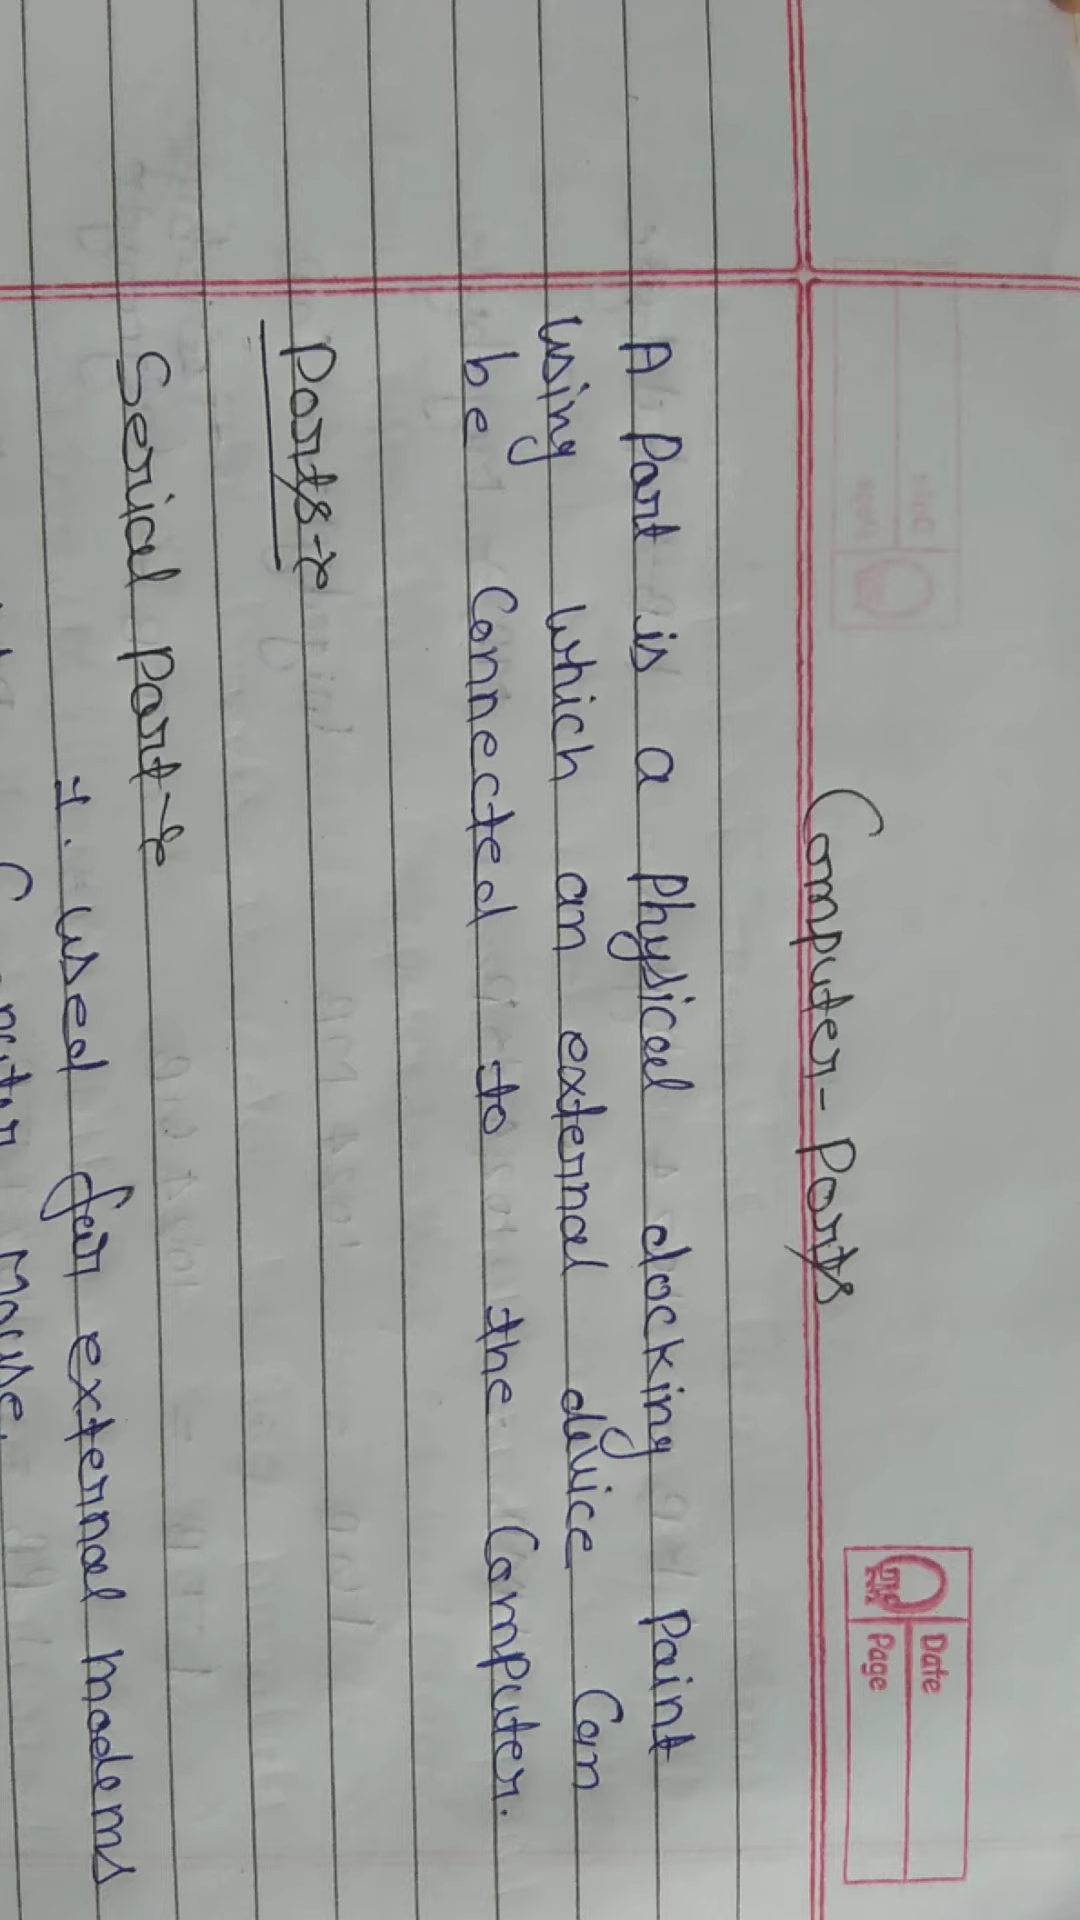 Date
Page
Computer-Ports
A Port is a Physical docking Point
using which an external device Can
be Connected to the Computer.
Ports-:
Serial Port-:
1. used for external modems
Mouse.